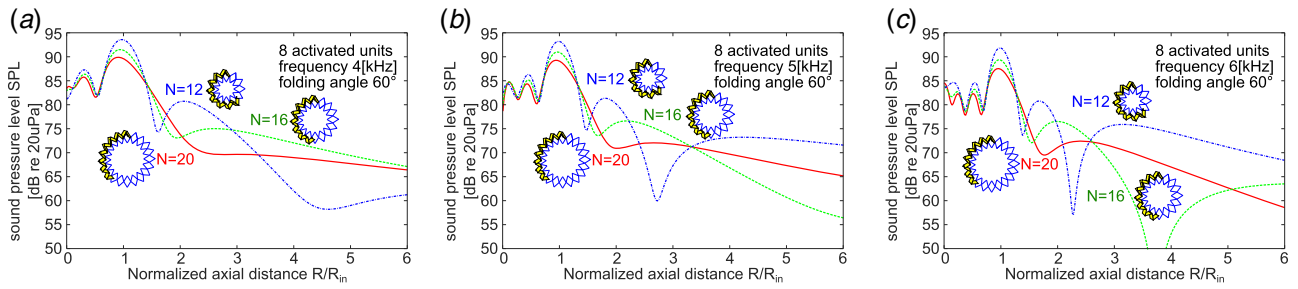 (a)
sound pressure level SPL
[dB re 20uPa]
95
90
85
80
75
70
65
60
55
50
8 activated units
frequency 4[kHz]
folding angle 60°
N=12
N=16
N=20
0 1 2 3 4 5 6
Normalized axial distance R/Rin
(b)
sound pressure level SPL
[dB re 20uPa]
95
90
85
80
75
70
65
60
55
50
8 activated units
frequency 5[kHz]
folding angle 60°
N=12
N=16
N=20
0 1 2 3 4 5 6
Normalized axial distance R/Rin
(c)
sound pressure level SPL
[dB re 20uPa]
95
90
85
80
75
70
65
60
55
50
8 activated units
frequency 6[kHz]
folding angle 60°
N=12
N=20
N=16
0 1 2 3 4 5 6
Normalized axial distance R/Rin